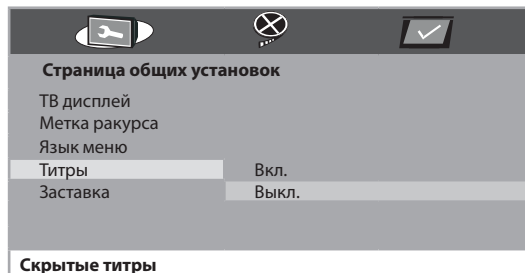 Страница общих установок
ТВ дисплей
Метка ракурса
Язык меню
Титры Вкл.
Заставка Выкл.
Скрытые титры